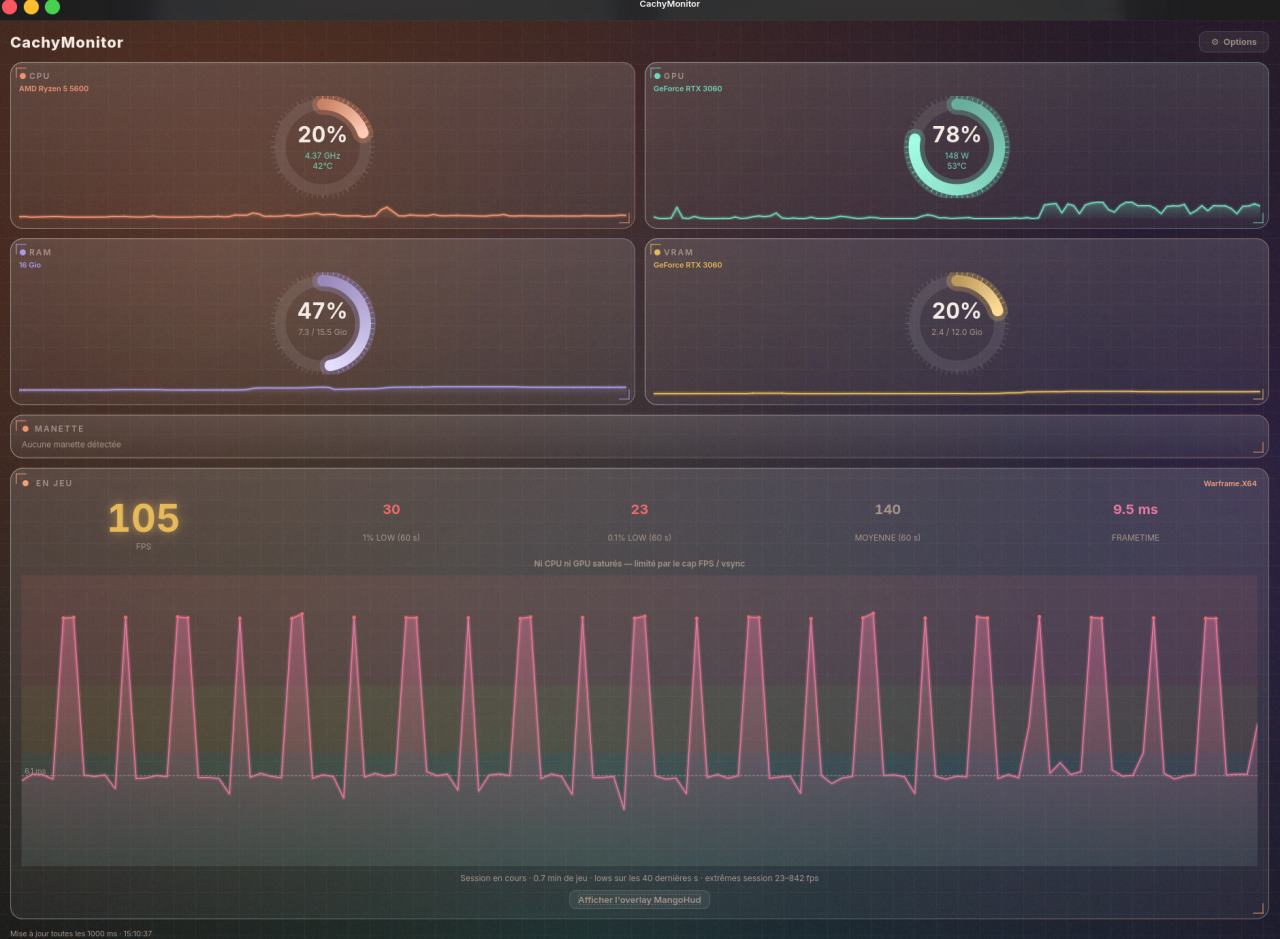 CachyMonitor
CachyMonitor
⚙ Options
CPU
AMD Ryzen 5 5600
20%
4.37 GHz
42°C
GPU
GeForce RTX 3060
78%
148 W
53°C
RAM
16 Gio
47%
7.3 / 15.5 Gio
VRAM
GeForce RTX 3060
20%
2.4 / 12.0 Gio
MANETTE
Aucune manette détectée
EN JEU
Warframe.X64
105
FPS
30
1% LOW (60 s)
23
0.1% LOW (60 s)
140
MOYENNE (60 s)
9.5 ms
FRAMETIME
Ni CPU ni GPU saturés — limité par le cap FPS / vsync
6.1 ms
Session en cours · 0.7 min de jeu · lows sur les 40 dernières s · extrêmes session 23–842 fps
Afficher l'overlay MangoHud
Mise à jour toutes les 1000 ms · 15:10:37